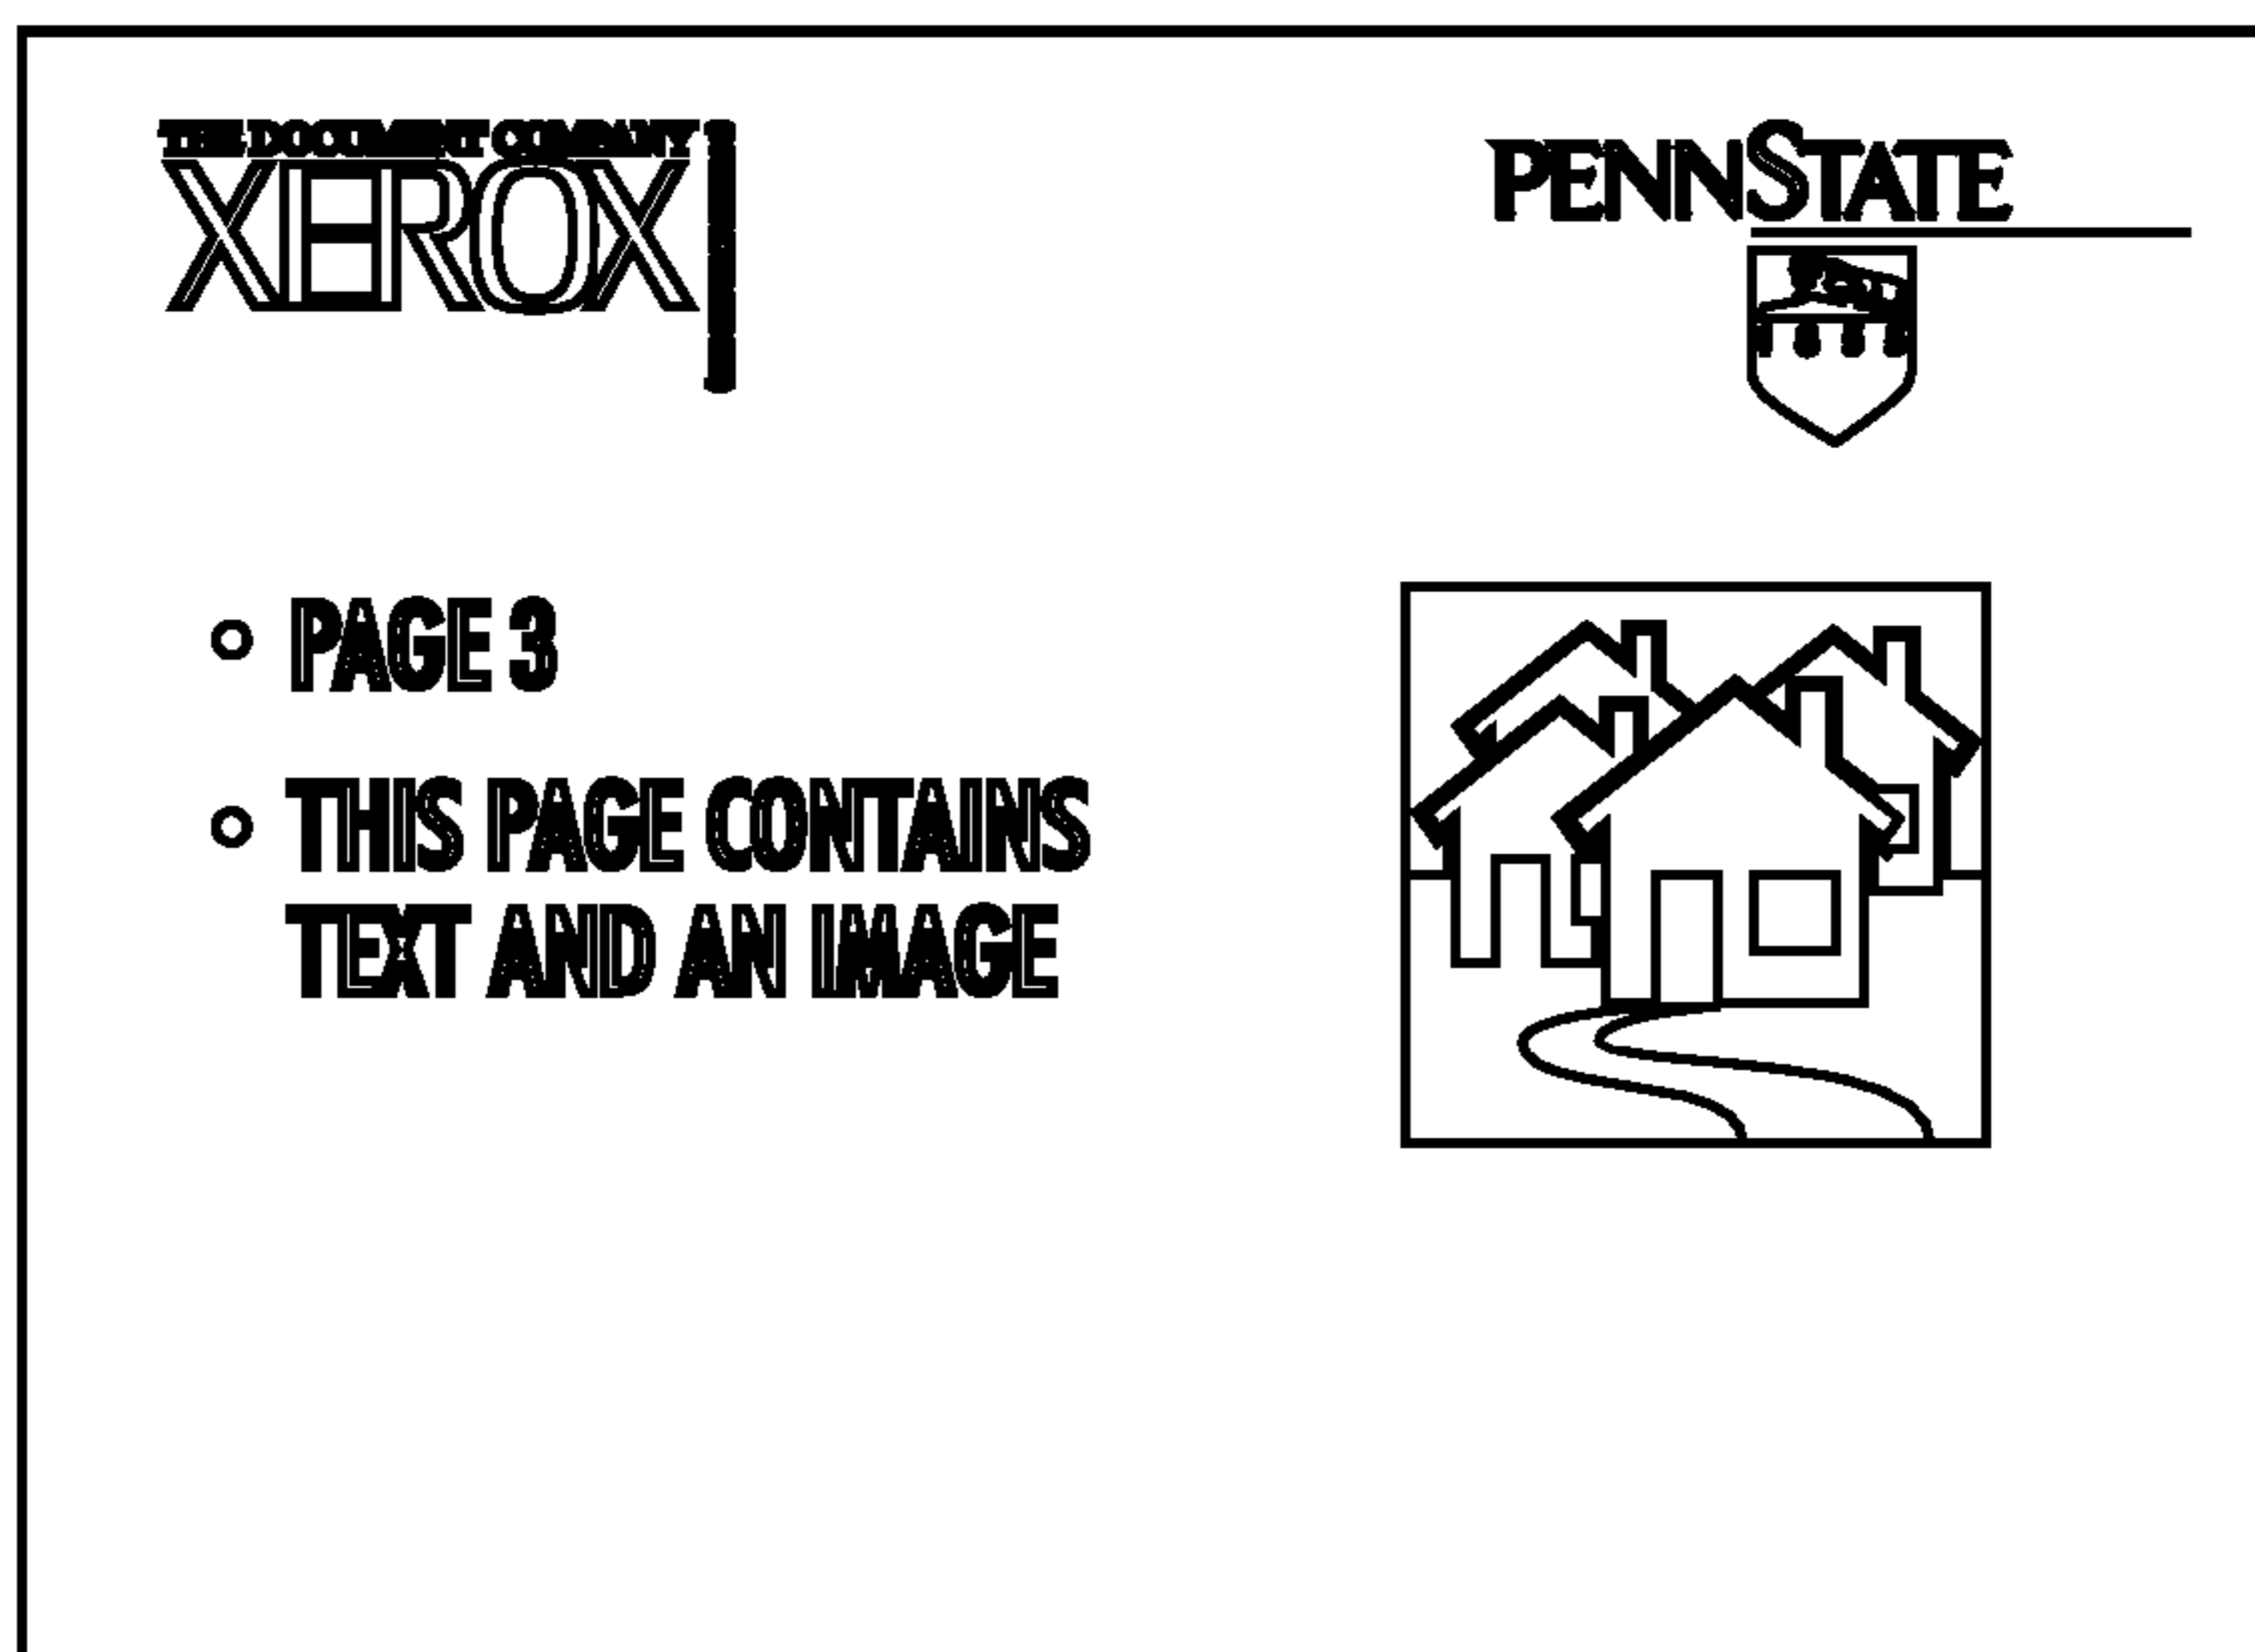 THE DOCUMENT COMPANY
XEROX
PENNSTATE
PAGE 3
THIS PAGE CONTAINS
TEXT AND AN IMAGE